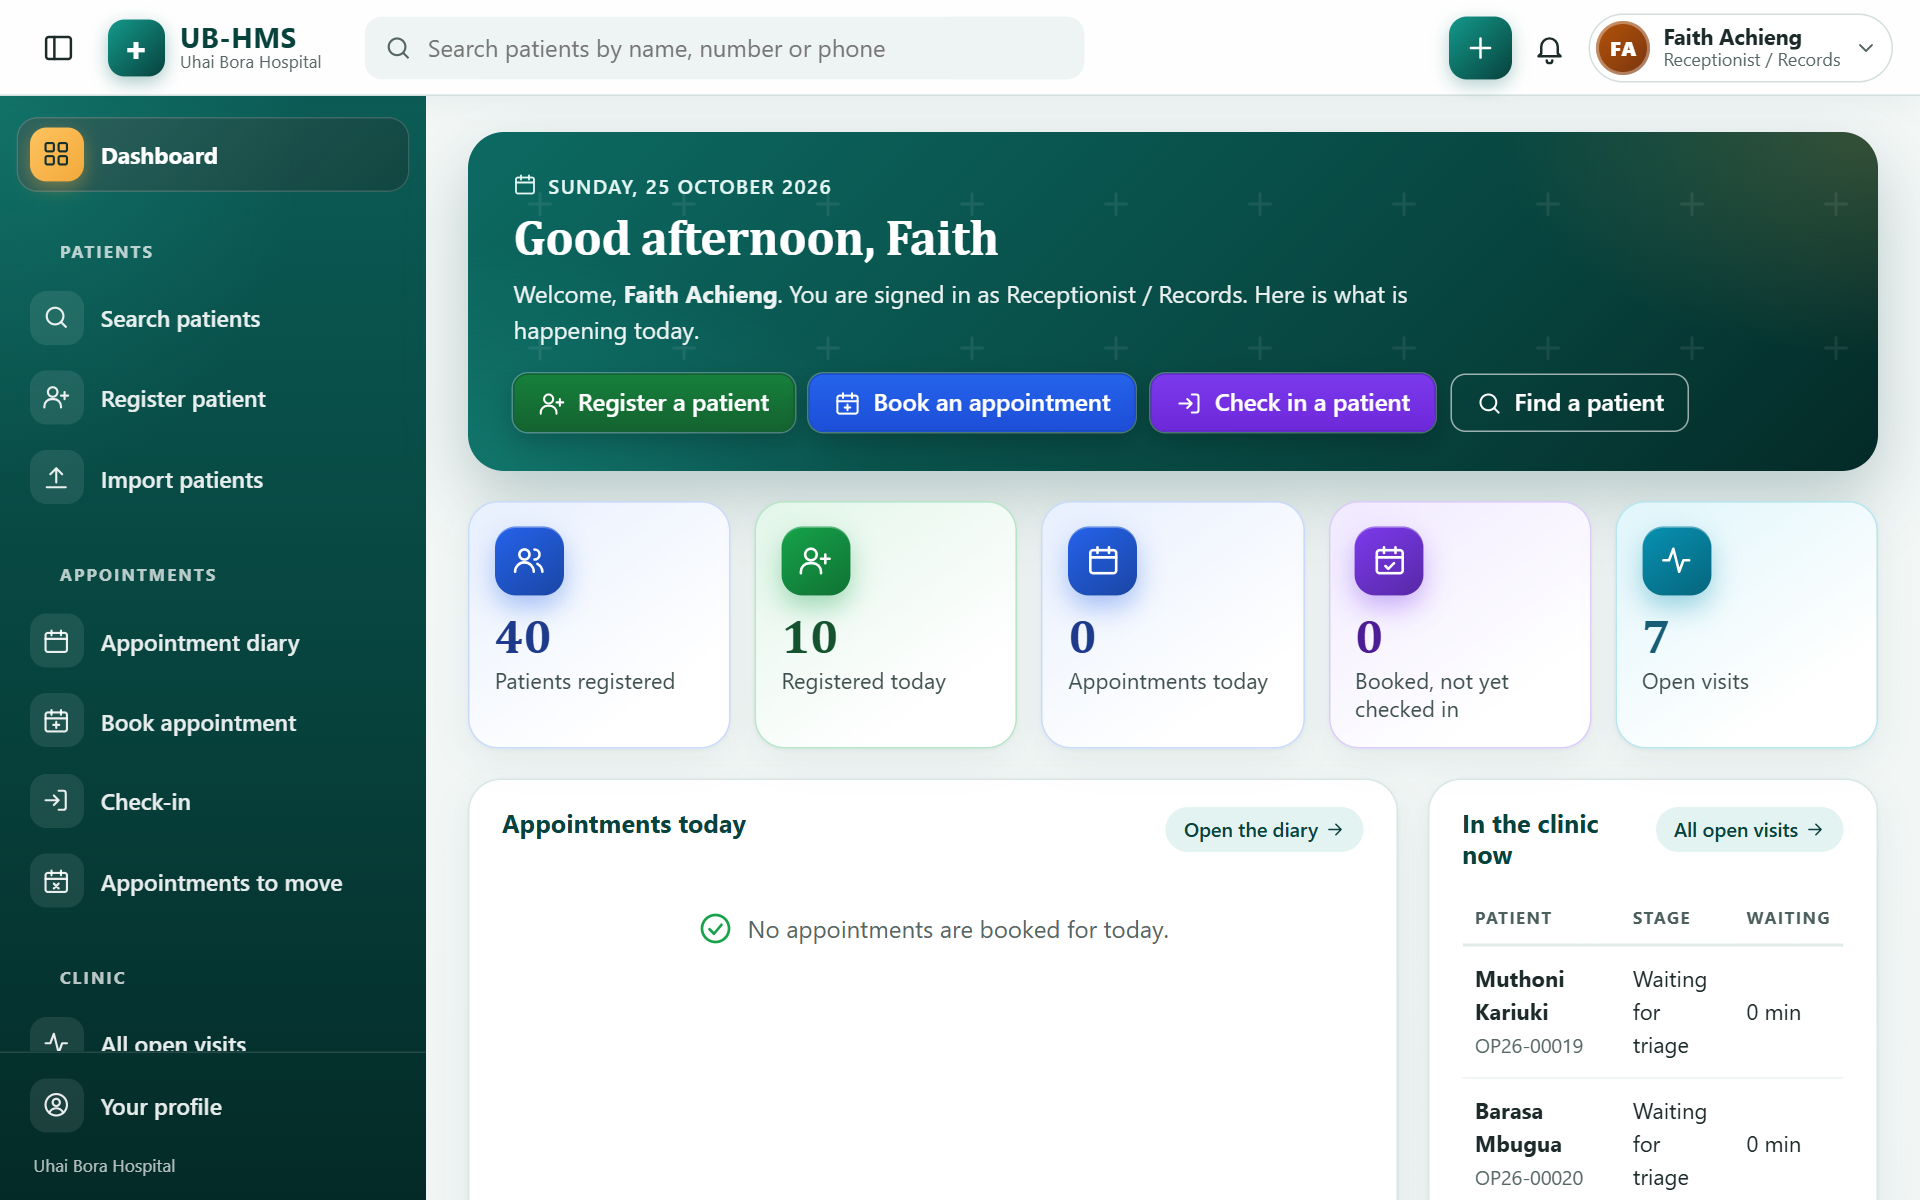 UB-HMS
Uhai Bora Hospital
Search patients by name, number or phone
FA
Faith Achieng
Receptionist / Records
Dashboard
PATIENTS
Search patients
Register patient
Import patients
APPOINTMENTS
Appointment diary
Book appointment
Check-in
Appointments to move
CLINIC
All open visits
Your profile
Uhai Bora Hospital
SUNDAY, 25 OCTOBER 2026
Good afternoon, Faith
Welcome, Faith Achieng. You are signed in as Receptionist / Records. Here is what is
happening today.
Register a patient
Book an appointment
Check in a patient
Find a patient
40
Patients registered
10
Registered today
0
Appointments today
0
Booked, not yet
checked in
7
Open visits
Appointments today
Open the diary →
No appointments are booked for today.
In the clinic
now
All open visits →
PATIENT STAGE WAITING
Muthoni
Kariuki
OP26-00019
Waiting
for
triage
0 min
Barasa
Mbugua
OP26-00020
Waiting
for
triage
0 min